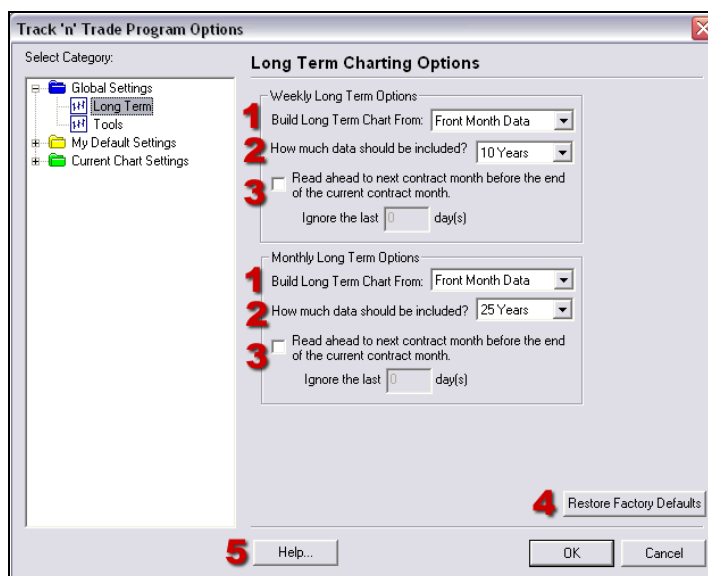 Track 'n' Trade Program Options
Select Category:
Global Settings
Long Term
Tools
My Default Settings
Current Chart Settings
Long Term Charting Options
Weekly Long Term Options
1 Build Long Term Chart From: Front Month Data
2 How much data should be included? 10 Years
3 Read ahead to next contract month before the end
of the current contract month.
Ignore the last 0 day(s)
Monthly Long Term Options
1 Build Long Term Chart From: Front Month Data
2 How much data should be included? 25 Years
3 Read ahead to next contract month before the end
of the current contract month.
Ignore the last 0 day(s)
4 Restore Factory Defaults
5 Help... OK Cancel